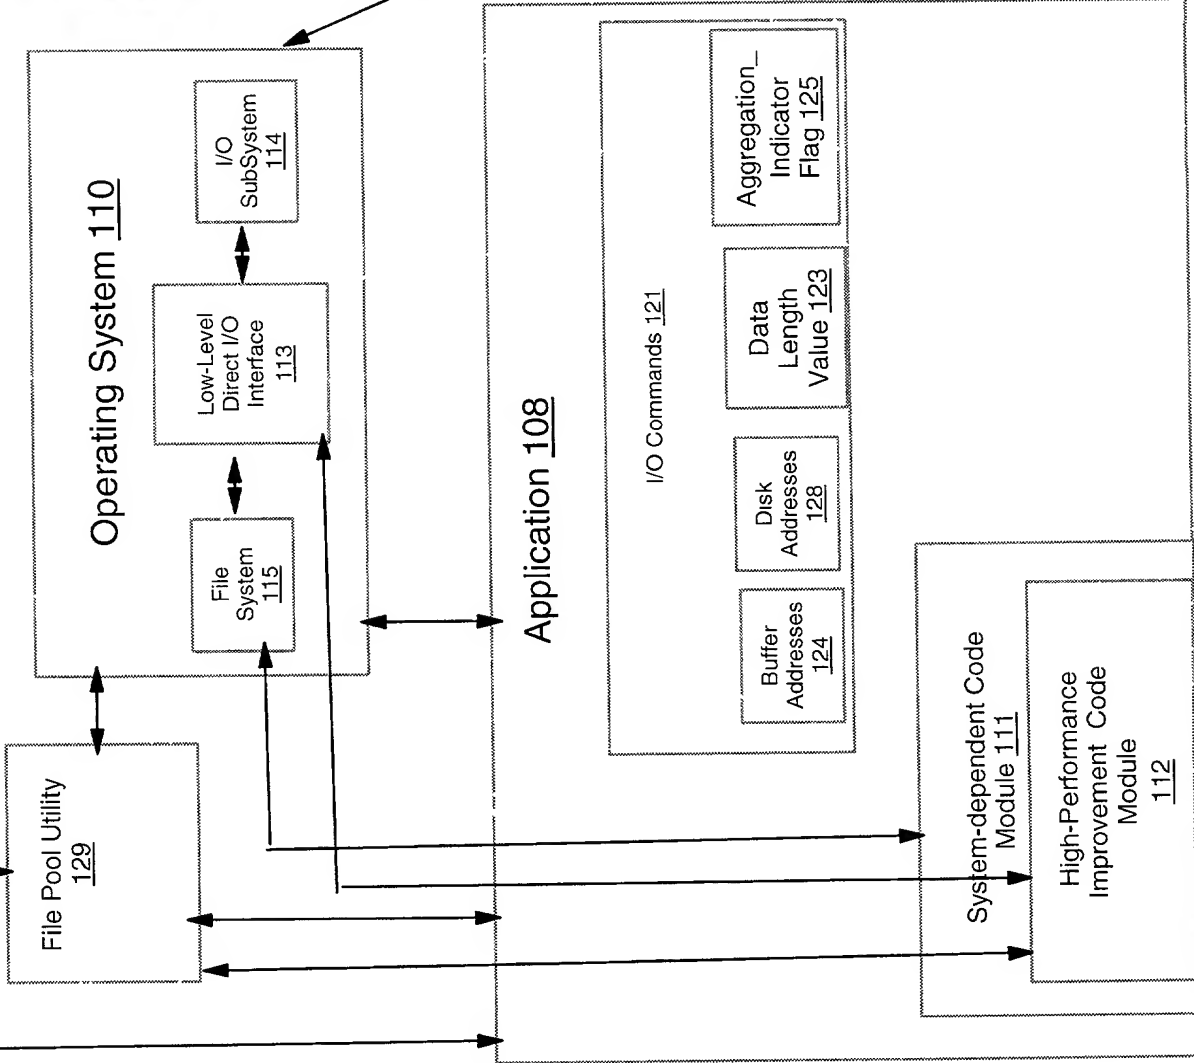 File Pool Utility
129
Operating System 110
File
System
115
Low-Level
Direct I/O
Interface
113
I/O
SubSystem
114
Application 108
I/O Commands 121
Buffer
Addresses
124
Disk
Addresses
128
Data
Length
Value 123
Aggregation_
Indicator
Flag 125
System-dependent Code
Module 111
High-Performance
Improvement Code
Module
112